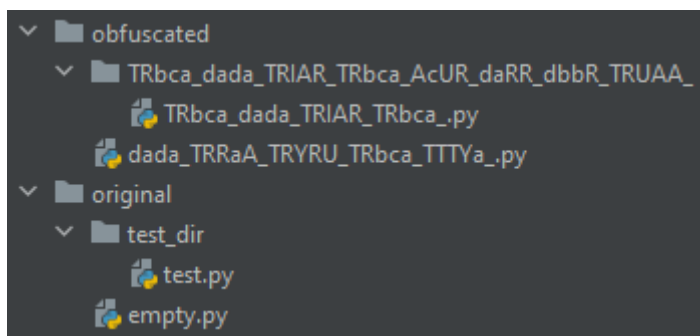 obfuscated
TRbca_dada_TRIAR_TRbca_AcUR_daRR_dbbR_TRUAA_
TRbca_dada_TRIAR_TRbca_.py
dada_TRRaA_TRYRU_TRbca_TTTYa_.py
original
test_dir
test.py
empty.py